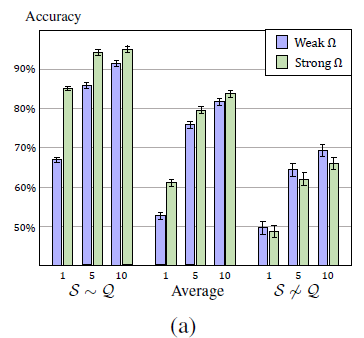 Accuracy
Weak Ω
Strong Ω
90%
80%
70%
60%
50%
1 5 10 1 5 10 1 5 10
𝒮 ∼ 𝒬 Average 𝒮 ≁ 𝒬
(a)